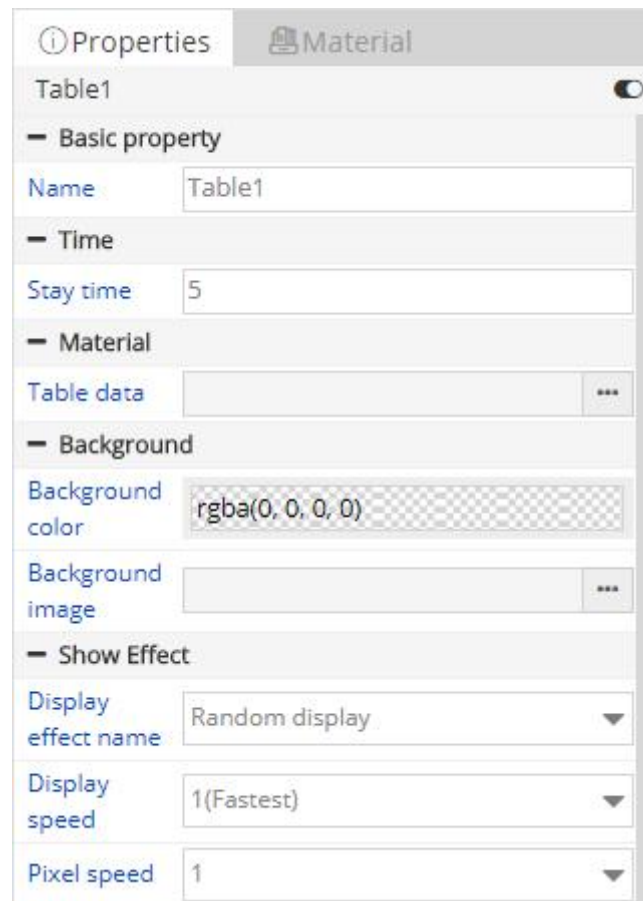 Properties Material
Table1
Basic property
Name Table1
Time
Stay time 5
Material
Table data ...
Background
Background
color rgba(0, 0, 0, 0)
Background
image ...
Show Effect
Display
effect name Random display
Display
speed 1(Fastest)
Pixel speed 1